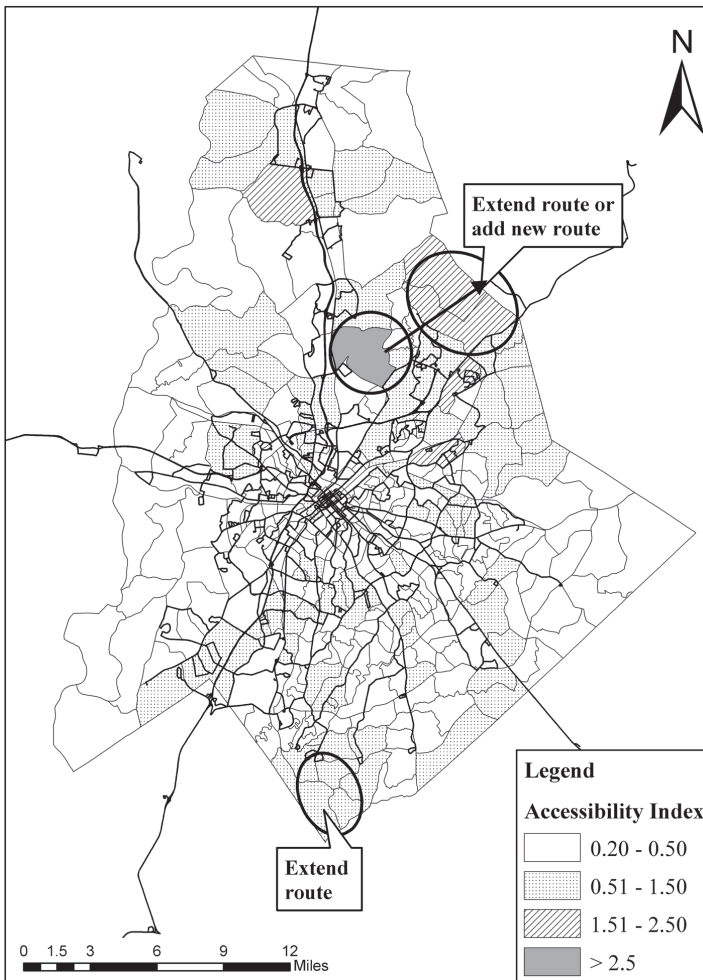 N
Extend route or
add new route
Extend
route
Legend
Accessibility Index
0.20 - 0.50
0.51 - 1.50
1.51 - 2.50
> 2.5
0 1.5 3 6 9 12
Miles